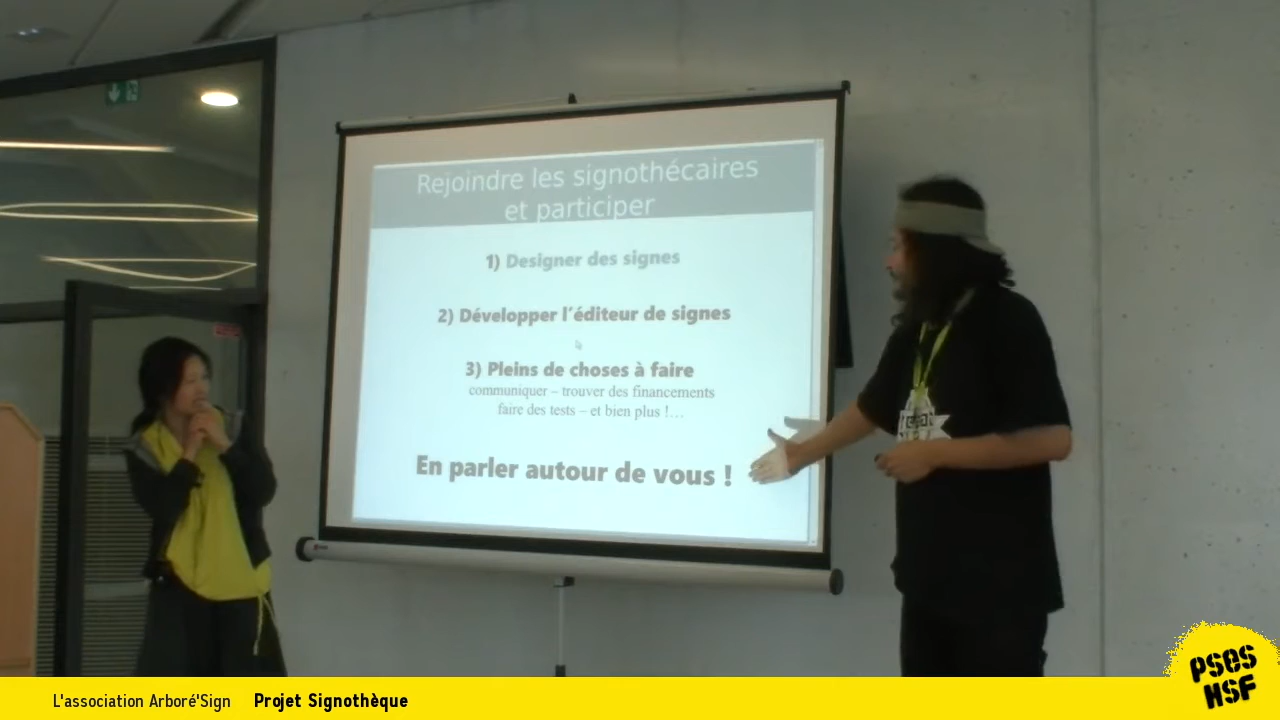 Rejoindre les signothécaires
et participer
1) Designer des signes
2) Développer l'éditeur de signes
3) Pleins de choses à faire
communiquer – trouver des financements
faire des tests – et bien plus !...
En parler autour de vous !
L'association Arboré'Sign Projet Signothèque
PSES
HSF